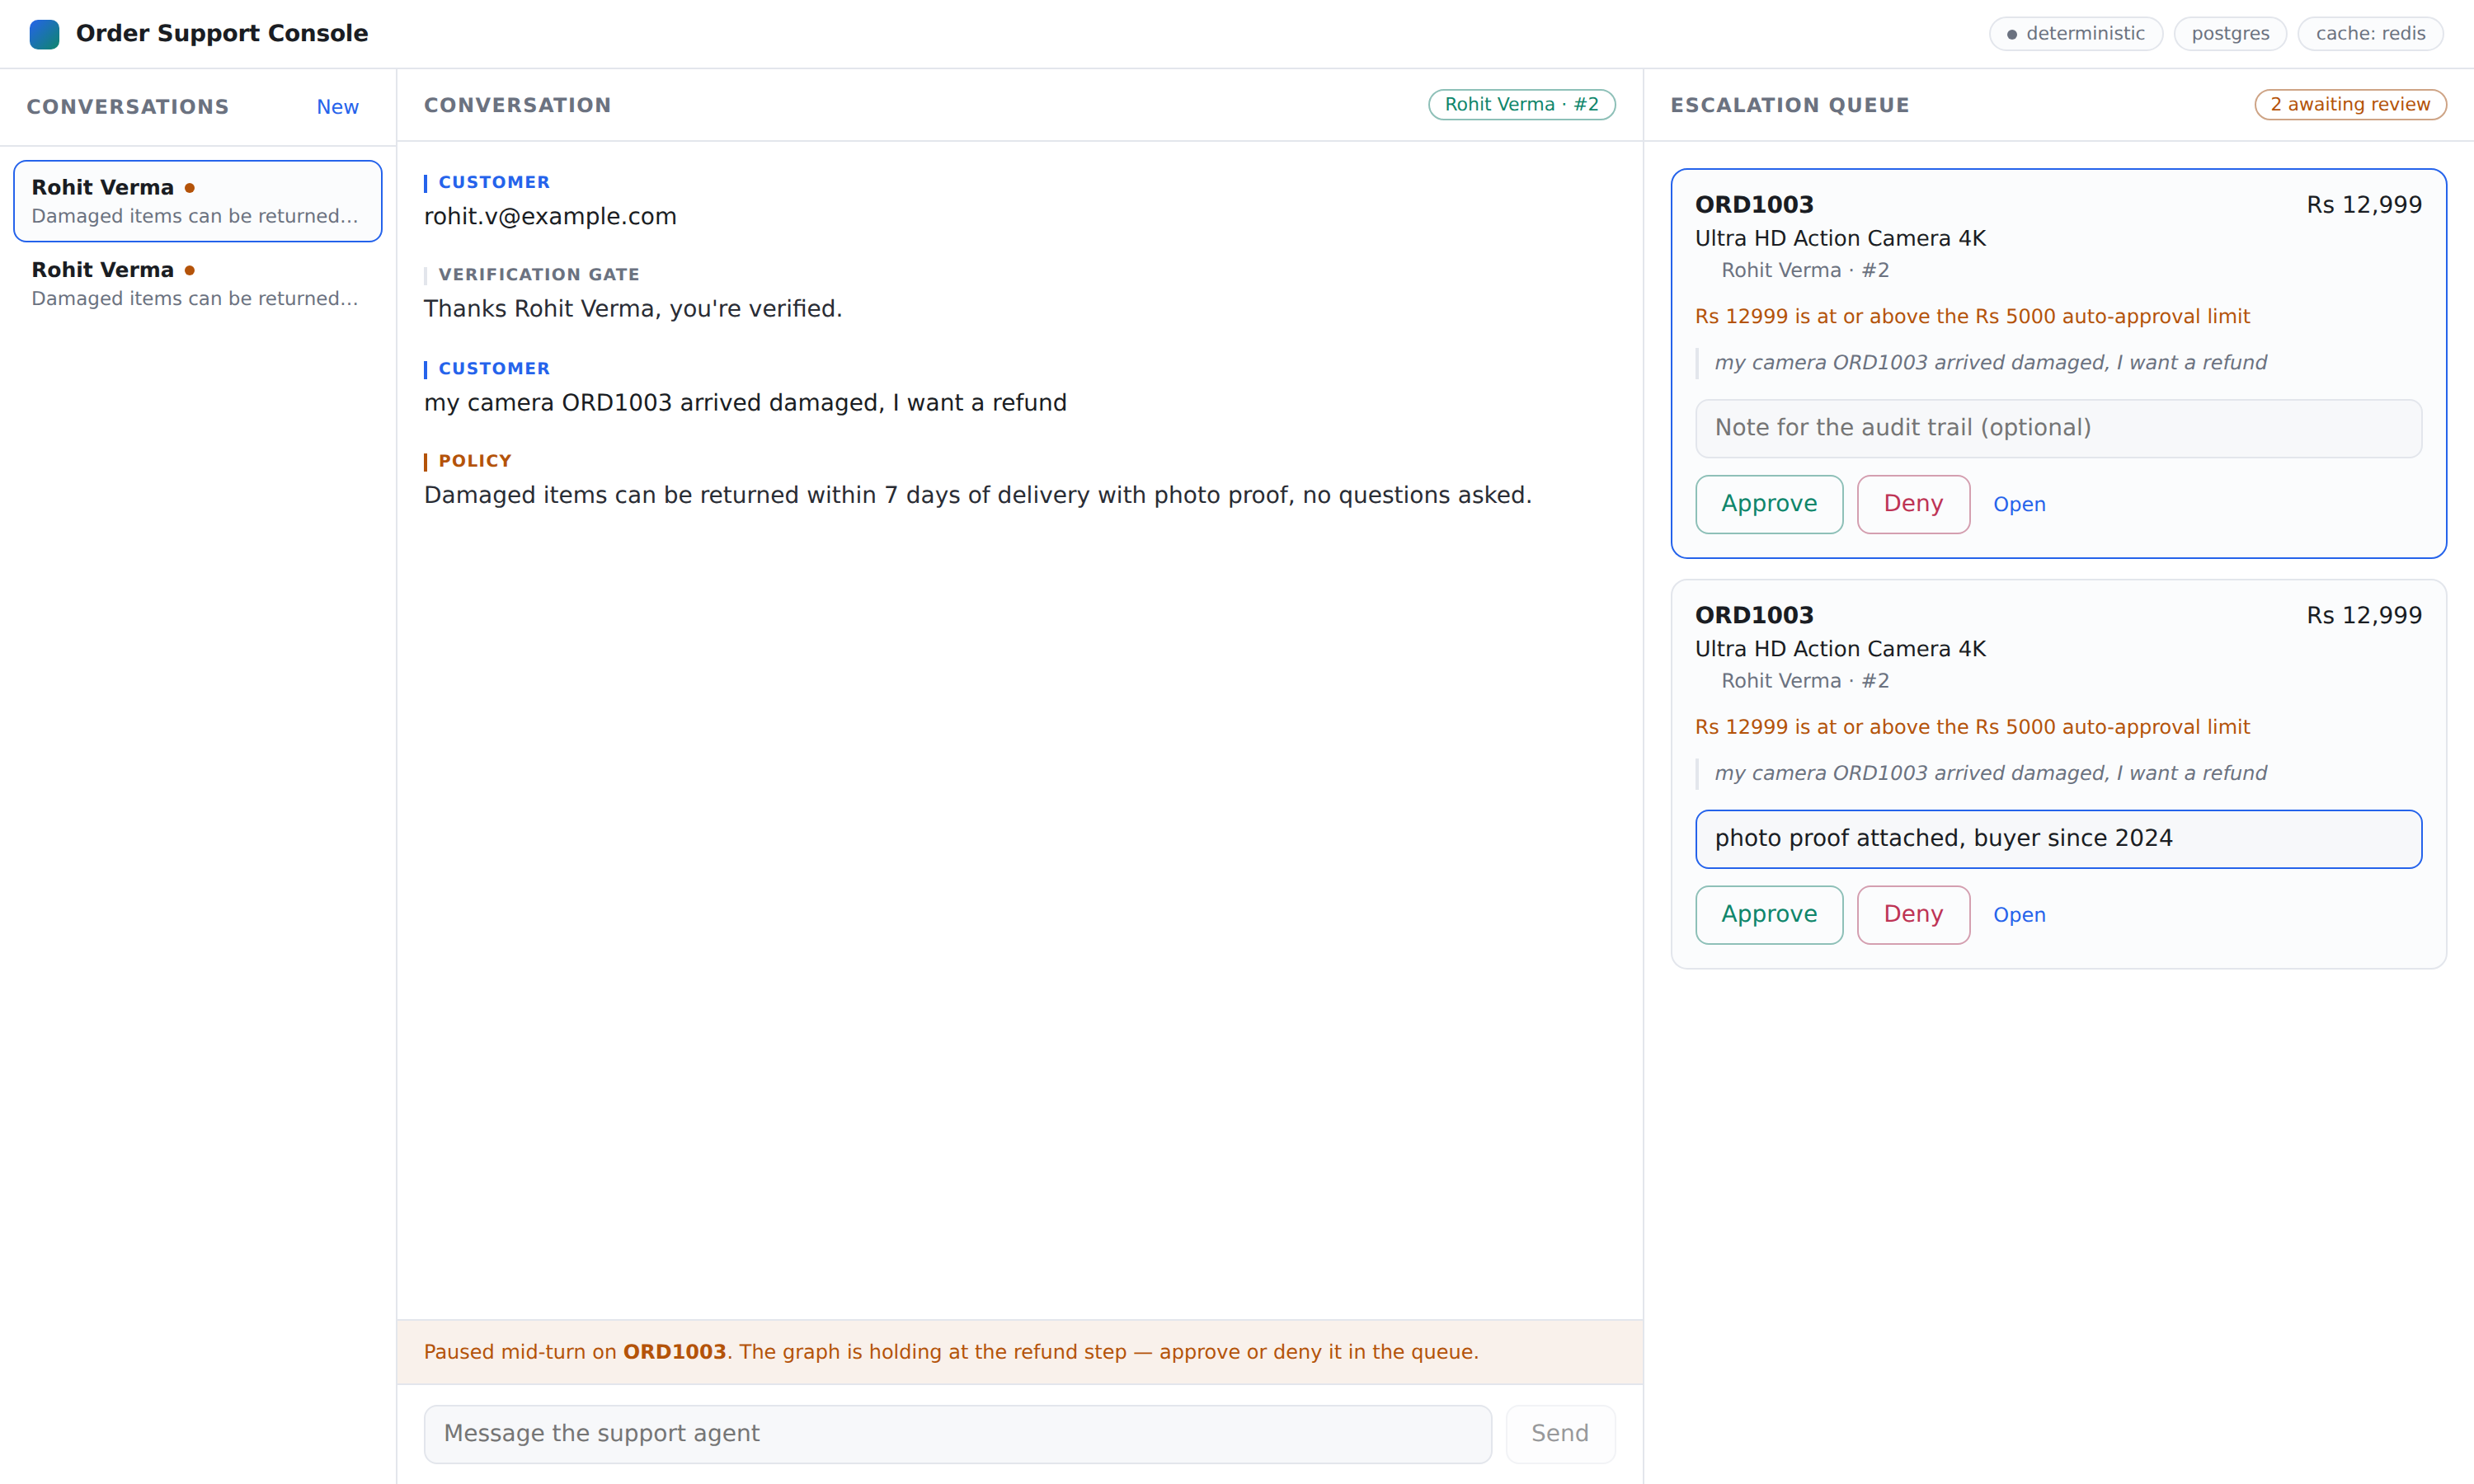 Order Support Console
deterministic
postgres
cache: redis
CONVERSATIONS
New
Rohit Verma
Damaged items can be returned...
Rohit Verma
Damaged items can be returned...
CONVERSATION
Rohit Verma · #2
CUSTOMER
rohit.v@example.com
VERIFICATION GATE
Thanks Rohit Verma, you're verified.
CUSTOMER
my camera ORD1003 arrived damaged, I want a refund
POLICY
Damaged items can be returned within 7 days of delivery with photo proof, no questions asked.
Paused mid-turn on ORD1003. The graph is holding at the refund step — approve or deny it in the queue.
Message the support agent
Send
ESCALATION QUEUE
2 awaiting review
ORD1003
Rs 12,999
Ultra HD Action Camera 4K
Rohit Verma · #2
Rs 12999 is at or above the Rs 5000 auto-approval limit
my camera ORD1003 arrived damaged, I want a refund
Note for the audit trail (optional)
Approve
Deny
Open
ORD1003
Rs 12,999
Ultra HD Action Camera 4K
Rohit Verma · #2
Rs 12999 is at or above the Rs 5000 auto-approval limit
my camera ORD1003 arrived damaged, I want a refund
photo proof attached, buyer since 2024
Approve
Deny
Open